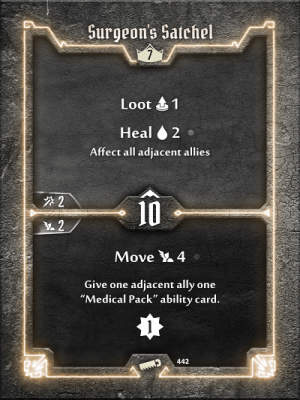 Surgeon's Satchel
7
Loot 1
Heal 2
Affect all adjacent allies
2
10
2
Move 4
Give one adjacent ally one
“Medical Pack” ability card.
1
442